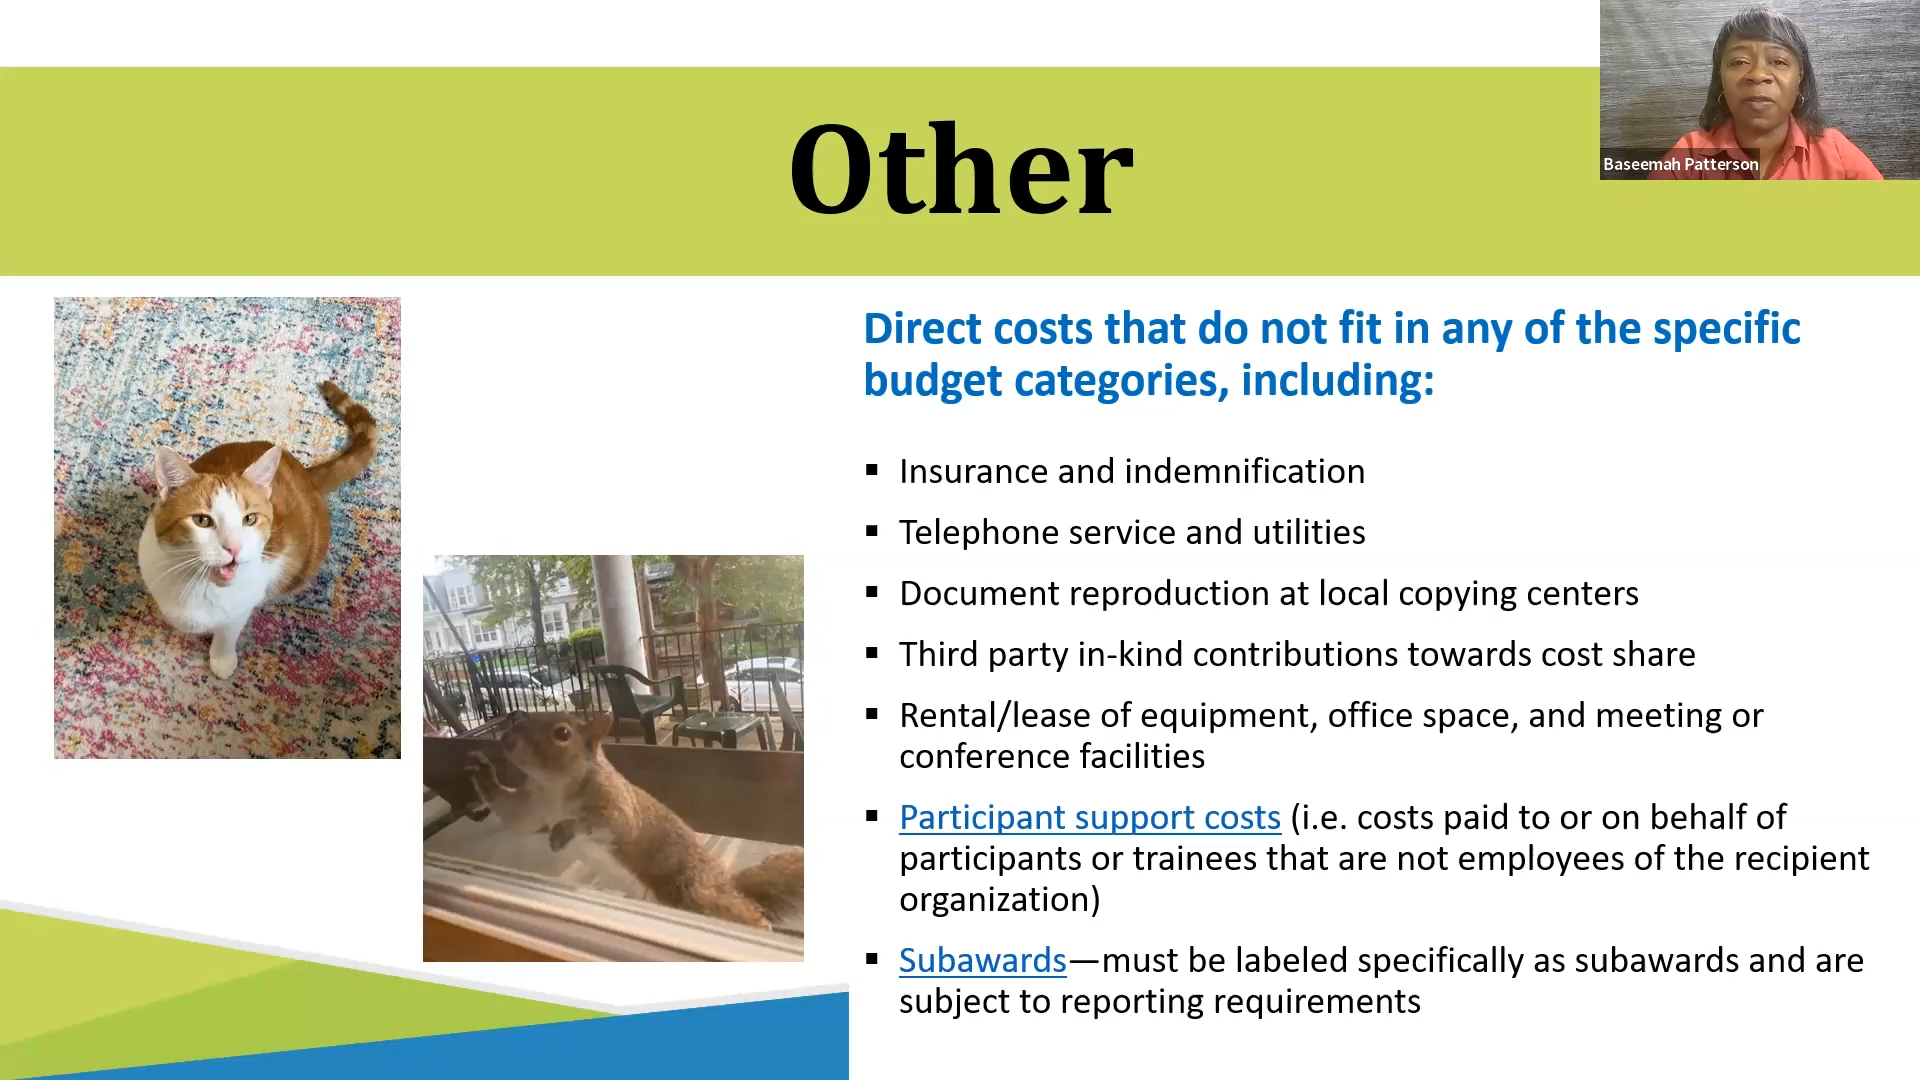 Other
Baseemah Patterson
Direct costs that do not fit in any of the specific
budget categories, including:
▪ Insurance and indemnification
▪ Telephone service and utilities
▪ Document reproduction at local copying centers
▪ Third party in-kind contributions towards cost share
▪ Rental/lease of equipment, office space, and meeting or
conference facilities
▪ Participant support costs (i.e. costs paid to or on behalf of
participants or trainees that are not employees of the recipient
organization)
▪ Subawards—must be labeled specifically as subawards and are
subject to reporting requirements